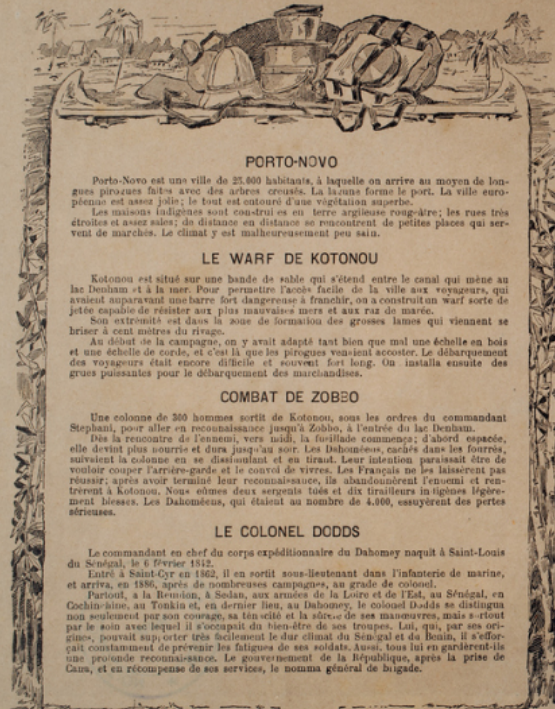 PORTO-NOVO
Porto-Novo est une ville de 25.000 habitants, à laquelle on arrive au moyen de lon-
gues pirogues faites avec des arbres creusés. La lagune forme le port. La ville euro-
péenne est assez jolie; le tout est entouré d'une végétation superbe.
Les maisons indigènes sont construies en terre argileuse rougeâtre; les rues très
étroites et assez sales; de distance en distance se rencontrent de petites places qui ser-
vent de marchés. Le climat y est malheureusement peu sain.
LE WARF DE KOTONOU
Kotonou est situé sur une bande de sable qui s'étend entre le canal qui mène au
lac Denham et à la mer. Pour permettre l'accès facile de la ville aux voyageurs, qui
avaient auparavant une barre fort dangereuse à franchir, on a construit un warf sorte de
jetée capable de résister aux plus mauvaises mers et aux raz de marée.
Son extrémité est dans la zone de formation des grosses lames qui viennent se
briser à cent mètres du rivage.
Au début de la campagne, on y avait adapté tant bien que mal une échelle en bois
et une échelle de corde, et c'est là que les pirogues venaient accoster. Le débarquement
des voyageurs était encore difficile et souvent fort long. On installa ensuite des
grues puissantes pour le débarquement des marchandises.
COMBAT DE ZOBBO
Une colonne de 300 hommes sortit de Kotonou, sous les ordres du commandant
Stephani, pour aller en reconnaissance jusqu'à Zobbo, à l'entrée du lac Denham.
Dès la rencontre de l'ennemi, vers midi, la fusillade commença; d'abord espacée,
elle devint plus nourrie et dura jusqu'au soir. Les Dahoméens, cachés dans les fourrés,
suivaient la colonne en se dissimulant et en tirant. Leur intention paraissait être de
vouloir couper l'arrière-garde et le convoi de vivres. Les Français ne les laissèrent pas
réussir; après avoir terminé leur reconnaissance, ils abandonnèrent l'ennemi et ren-
trèrent à Kotonou. Nous eûmes deux sergents tués et dix tirailleurs indigènes légère-
ment blessés. Les Dahoméens, qui étaient au nombre de 4.000, essuyèrent des pertes
sérieuses.
LE COLONEL DODDS
Le commandant en chef du corps expéditionnaire du Dahomey naquit à Saint-Louis
du Sénégal, le 6 février 1842.
Entré à Saint-Cyr en 1862, il en sortit sous-lieutenant dans l'infanterie de marine,
et arriva, en 1886, après de nombreuses campagnes, au grade de colonel.
Partout, a la Reunion, à Sedan, aux armées de la Loire et de l'Est, au Sénégal, en
Cochinchine, au Tonkin et, en dernier lieu, au Dahomey, le colonel Dodds se distingua
non seulement par son courage, sa ténacité et la sûreté de ses manœuvres, mais surtout
par le soin avec lequel il s'occupait du bien-être de ses troupes. Lui, qui, par ses ori-
gines, pouvait supporter très facilement le dur climat du Sénégal et du Benin, il s'effor-
çait constamment de prévenir les fatigues de ses soldats. Aussi, tous lui en gardèrent-ils
une profonde reconnaissance. Le gouvernement de la République, après la prise de
Cana, et en récompense de ses services, le nomma général de brigade.